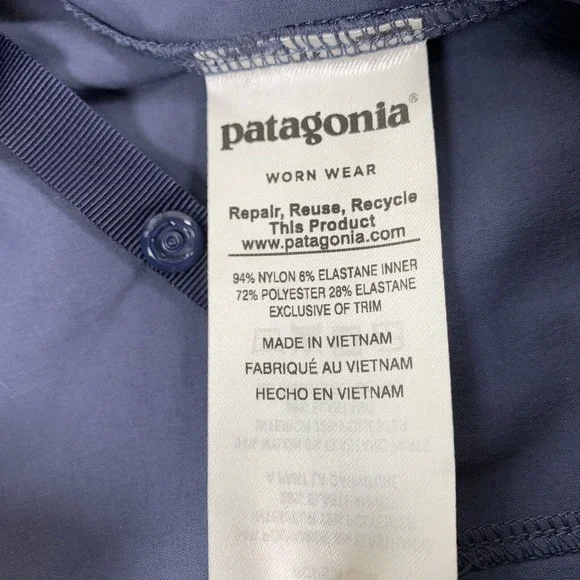 patagonia®
WORN WEAR
Repair, Reuse, Recycle
This Product
www.patagonia.com
94% NYLON 6% ELASTANE INNER
72% POLYESTER 28% ELASTANE
EXCLUSIVE OF TRIM
MADE IN VIETNAM
FABRIQUÉ AU VIETNAM
HECHO EN VIETNAM